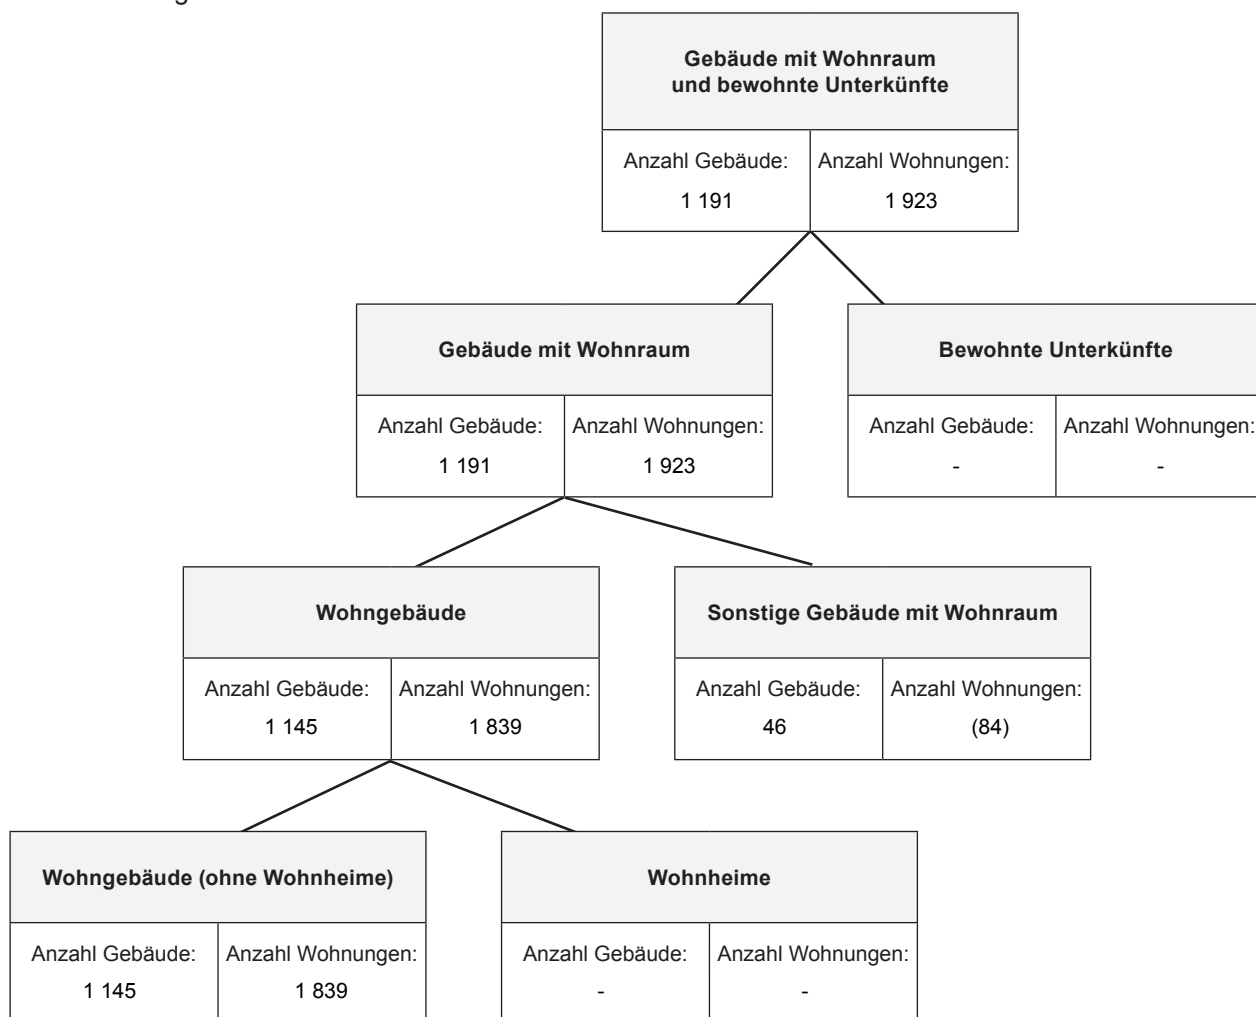 Gebäude mit Wohnraum
und bewohnte Unterkünfte
Anzahl Gebäude: Anzahl Wohnungen:
1 191 1 923
Gebäude mit Wohnraum
Anzahl Gebäude: Anzahl Wohnungen:
1 191 1 923
Bewohnte Unterkünfte
Anzahl Gebäude: Anzahl Wohnungen:
- -
Wohngebäude
Anzahl Gebäude: Anzahl Wohnungen:
1 145 1 839
Sonstige Gebäude mit Wohnraum
Anzahl Gebäude: Anzahl Wohnungen:
46 (84)
Wohngebäude (ohne Wohnheime)
Anzahl Gebäude: Anzahl Wohnungen:
1 145 1 839
Wohnheime
Anzahl Gebäude: Anzahl Wohnungen:
- -